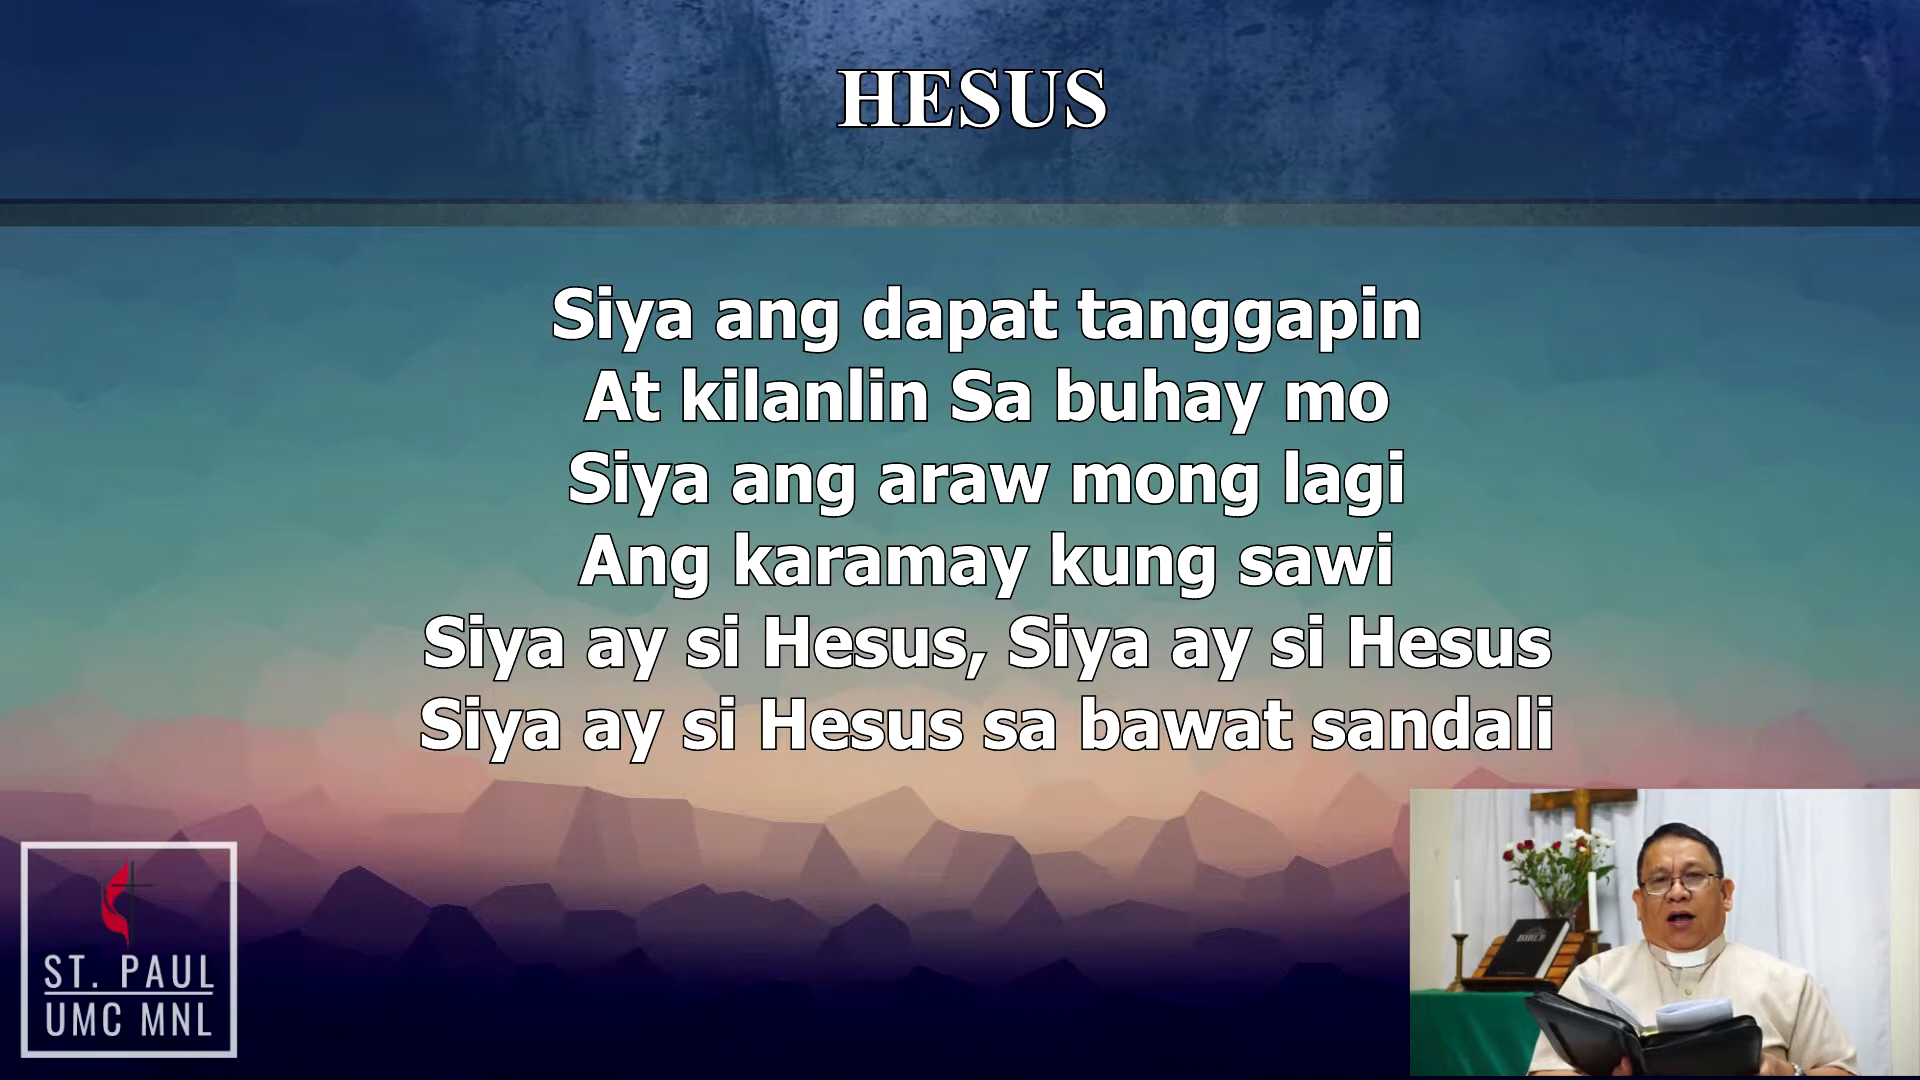 HESUS
Siya ang dapat tanggapin
At kilanlin Sa buhay mo
Siya ang araw mong lagi
Ang karamay kung sawi
Siya ay si Hesus, Siya ay si Hesus
Siya ay si Hesus sa bawat sandali
ST. PAUL
UMC MNL
BIBLE